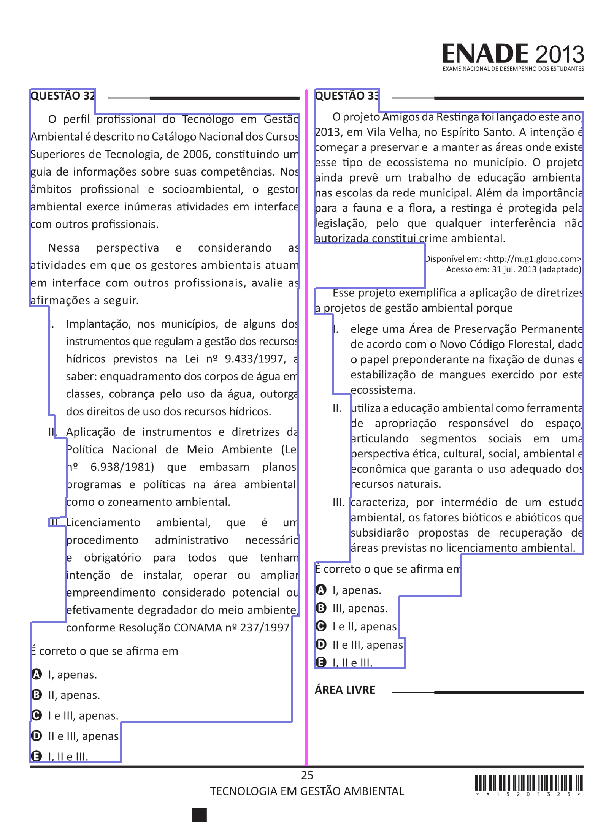 ENADE 2013
EXAME NACIONAL DE DESEMPENHO DOS ESTUDANTES
QUESTÃO 32
O perfil profissional do Tecnólogo em Gestão
Ambiental é descrito no Catálogo Nacional dos Cursos
Superiores de Tecnologia, de 2006, constituindo um
guia de informações sobre suas competências. Nos
âmbitos profissional e socioambiental, o gestor
ambiental exerce inúmeras atividades em interface
com outros profissionais.
Nessa perspectiva e considerando as
atividades em que os gestores ambientais atuam
em interface com outros profissionais, avalie as
afirmações a seguir.
I. Implantação, nos municípios, de alguns dos
instrumentos que regulam a gestão dos recursos
hídricos previstos na Lei nº 9.433/1997, a
saber: enquadramento dos corpos de água em
classes, cobrança pelo uso da água, outorga
dos direitos de uso dos recursos hídricos.
II. Aplicação de instrumentos e diretrizes da
Política Nacional de Meio Ambiente (Lei
nº 6.938/1981) que embasam planos,
programas e políticas na área ambiental,
como o zoneamento ambiental.
III. Licenciamento ambiental, que é um
procedimento administrativo necessário
e obrigatório para todos que tenham
intenção de instalar, operar ou ampliar
empreendimento considerado potencial ou
efetivamente degradador do meio ambiente,
conforme Resolução CONAMA nº 237/1997.
É correto o que se afirma em
A I, apenas.
B II, apenas.
C I e III, apenas.
D II e III, apenas.
E I, II e III.
QUESTÃO 33
O projeto Amigos da Restinga foi lançado este ano,
2013, em Vila Velha, no Espírito Santo. A intenção é
começar a preservar e a manter as áreas onde existe
esse tipo de ecossistema no município. O projeto
ainda prevê um trabalho de educação ambiental
nas escolas da rede municipal. Além da importância
para a fauna e a flora, a restinga é protegida pela
legislação, pelo que qualquer interferência não
autorizada constitui crime ambiental.
Disponível em: <http://m.g1.globo.com>
Acesso em: 31 jul. 2013 (adaptado)
Esse projeto exemplifica a aplicação de diretrizes
a projetos de gestão ambiental porque
I. elege uma Área de Preservação Permanente
de acordo com o Novo Código Florestal, dado
o papel preponderante na fixação de dunas e
estabilização de mangues exercido por este
ecossistema.
II. utiliza a educação ambiental como ferramenta
de apropriação responsável do espaço,
articulando segmentos sociais em uma
perspectiva ética, cultural, social, ambiental e
econômica que garanta o uso adequado dos
recursos naturais.
III. caracteriza, por intermédio de um estudo
ambiental, os fatores bióticos e abióticos que
subsidiarão propostas de recuperação de
áreas previstas no licenciamento ambiental.
É correto o que se afirma em
A I, apenas.
B III, apenas.
C I e II, apenas.
D II e III, apenas.
E I, II e III.
ÁREA LIVRE
25
TECNOLOGIA EM GESTÃO AMBIENTAL